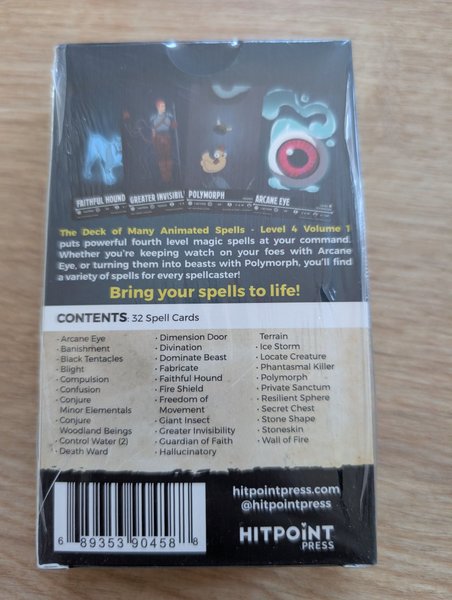 FAITHFUL HOUND
GREATER INVISIBIL
POLYMORPH
ARCANE EYE
The Deck of Many Animated Spells - Level 4 Volume 1
puts powerful fourth level magic spells at your command.
Whether you're keeping watch on your foes with Arcane
Eye, or turning them into beasts with Polymorph, you'll find
a variety of spells for every spellcaster!
Bring your spells to life!
CONTENTS: 32 Spell Cards
• Arcane Eye
• Banishment
• Black Tentacles
• Blight
• Compulsion
• Confusion
• Conjure
Minor Elementals
• Conjure
Woodland Beings
• Control Water (2)
• Death Ward
• Dimension Door
• Divination
• Dominate Beast
• Fabricate
• Faithful Hound
• Fire Shield
• Freedom of
Movement
• Giant Insect
• Greater Invisibility
• Guardian of Faith
• Hallucinatory
Terrain
• Ice Storm
• Locate Creature
• Phantasmal Killer
• Polymorph
• Private Sanctum
• Resilient Sphere
• Secret Chest
• Stone Shape
• Stoneskin
• Wall of Fire
6 89353 90458 8
hitpointpress.com
@hitpointpress
HITPOINT
PRESS